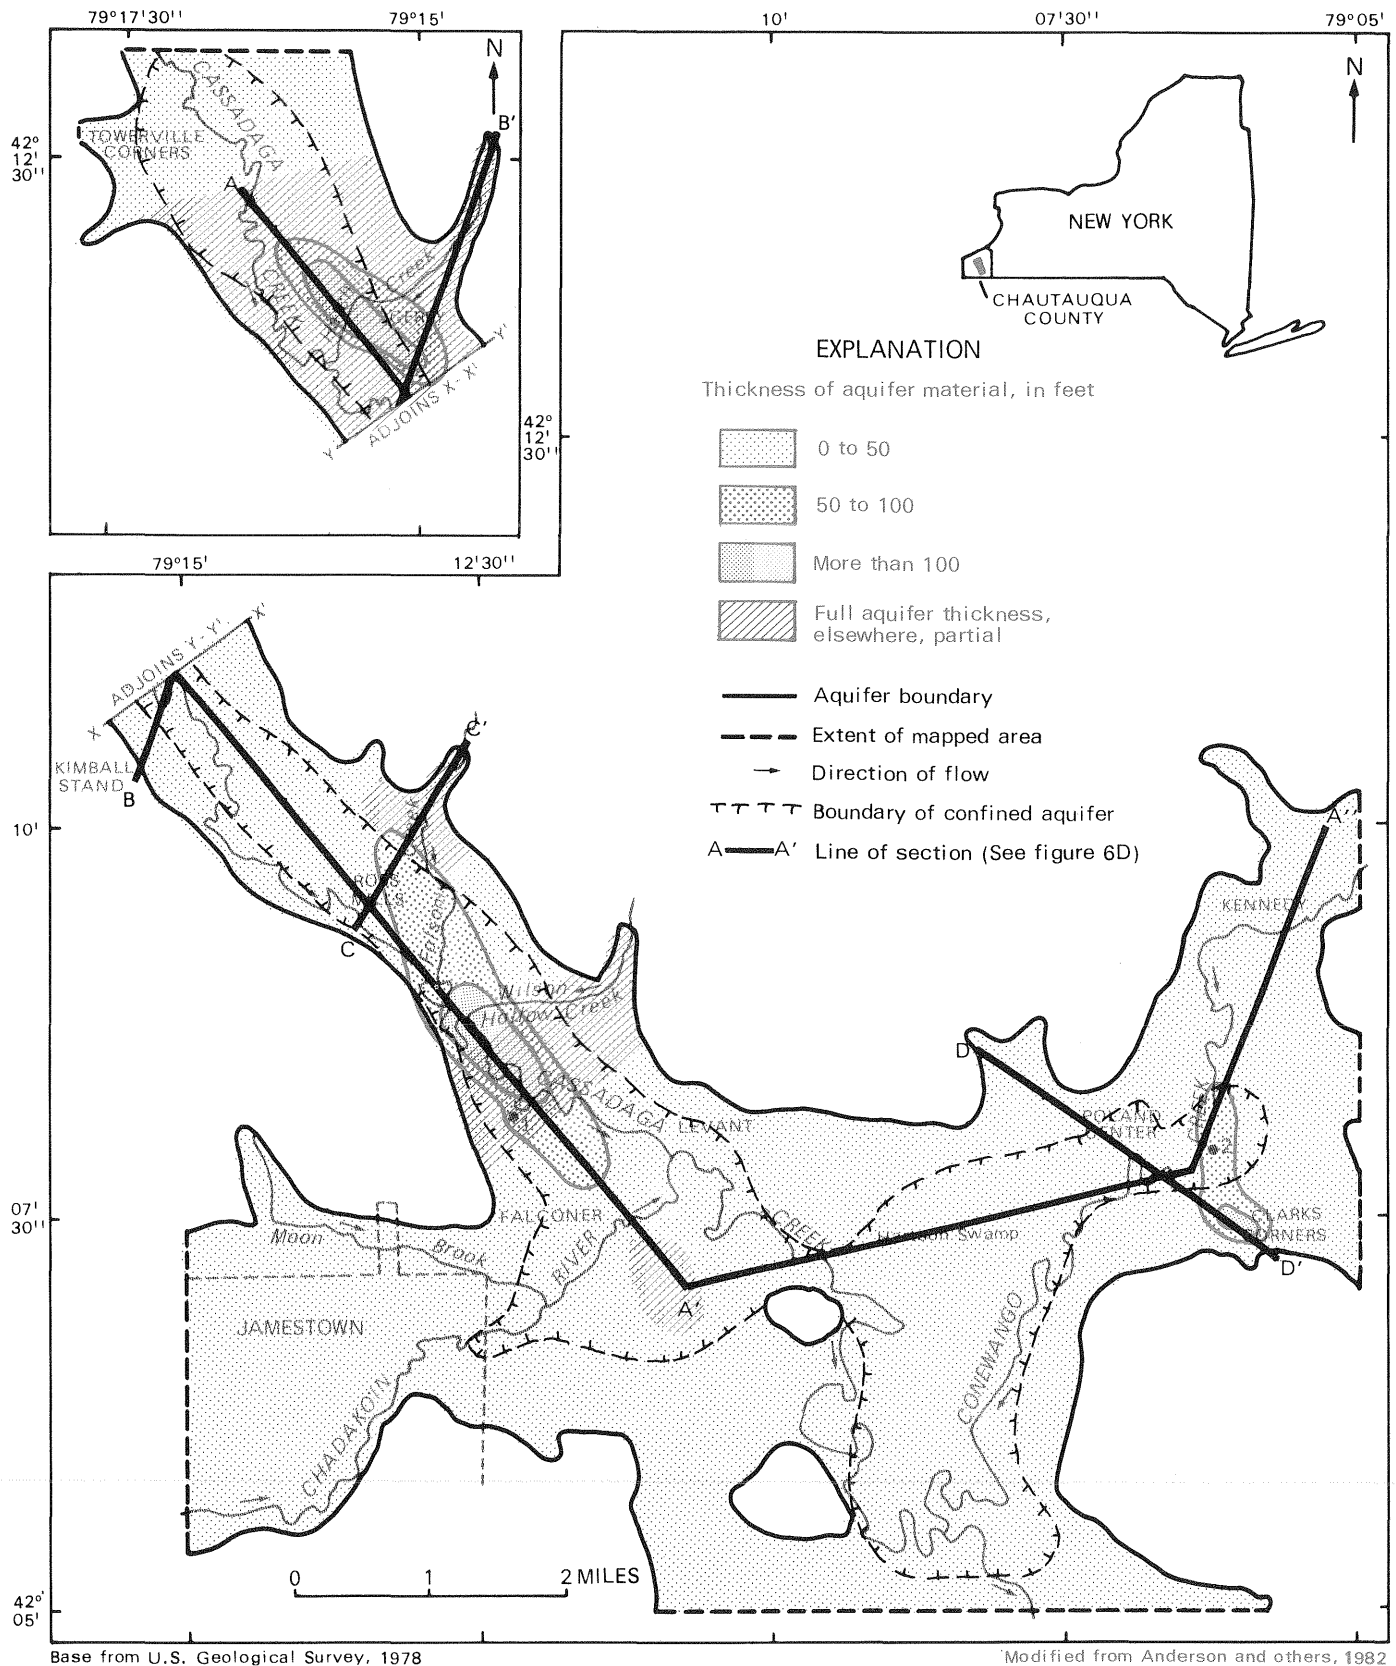 79°17'30''
79°15'
10'
07'30''
79°05'
N
N
B'
CASSADAGA
TOWERVILLE
CORNERS
42°
12'
30''
A
NEW YORK
Creek
CREEK
CHAUTAUQUA
COUNTY
EXPLANATION
Thickness of aquifer material, in feet
0 to 50
50 to 100
More than 100
Full aquifer thickness,
elsewhere, partial
Aquifer boundary
Extent of mapped area
Direction of flow
Boundary of confined aquifer
A A' Line of section (See figure 6D)
Y'
ADJOINS X - X'
Y
42°
12'
30''
79°15'
12'30''
X'
ADJOINS Y - Y'
X
C'
KIMBALL
STAND
B
10'
A''
ROSS
MILLS
KENNEDY
C
Folsom
Wilson
Hollow Creek
D
CASSADAGA
LEVANT
1
POLAND
CENTER
CREEK
2
07'
30''
FALCONER
CREEK
CLARKS
CORNERS
Moon
Brook
RIVER
Swamp
D'
A'
JAMESTOWN
CONEWANGO
CHADAKOIN
0 1 2 MILES
42°
05'
Base from U.S. Geological Survey, 1978
Modified from Anderson and others, 1982